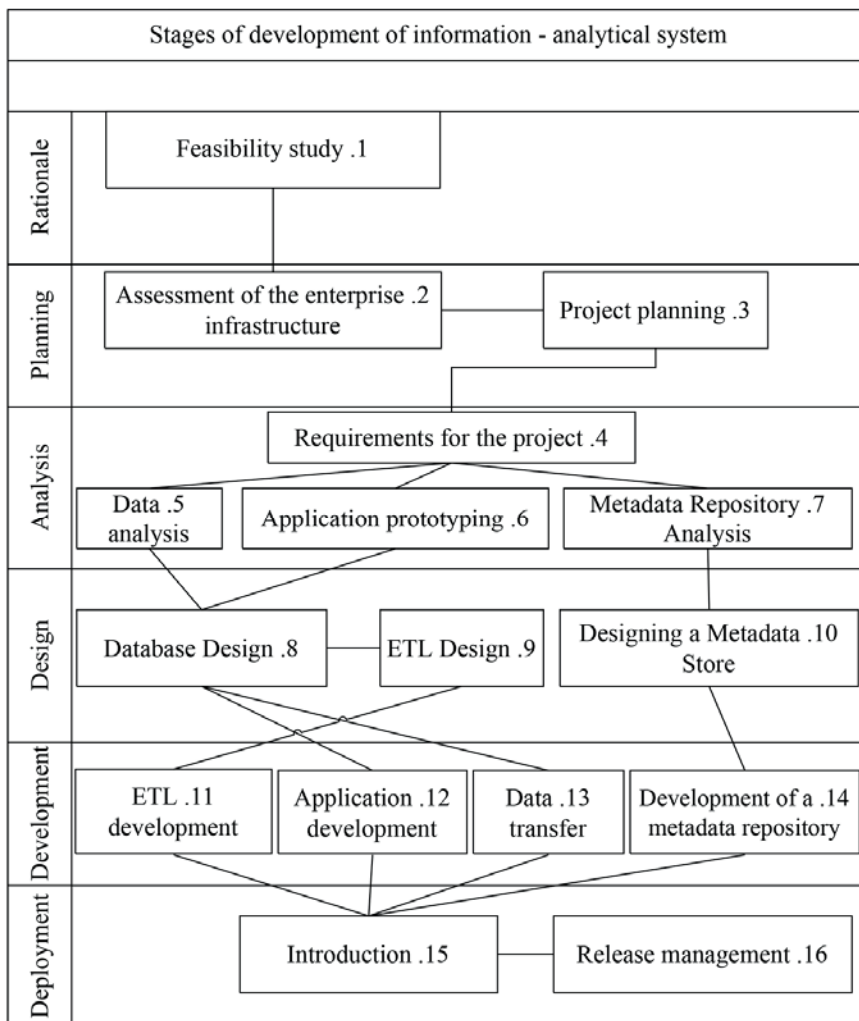 Stages of development of information - analytical system
Rationale
Feasibility study .1
Planning
Assessment of the enterprise .2
infrastructure
Project planning .3
Analysis
Requirements for the project .4
Data .5
analysis
Application prototyping .6
Metadata Repository .7
Analysis
Design
Database Design .8
ETL Design .9
Designing a Metadata .10
Store
Development
ETL .11
development
Application .12
development
Data .13
transfer
Development of a .14
metadata repository
Deployment
Introduction .15
Release management .16